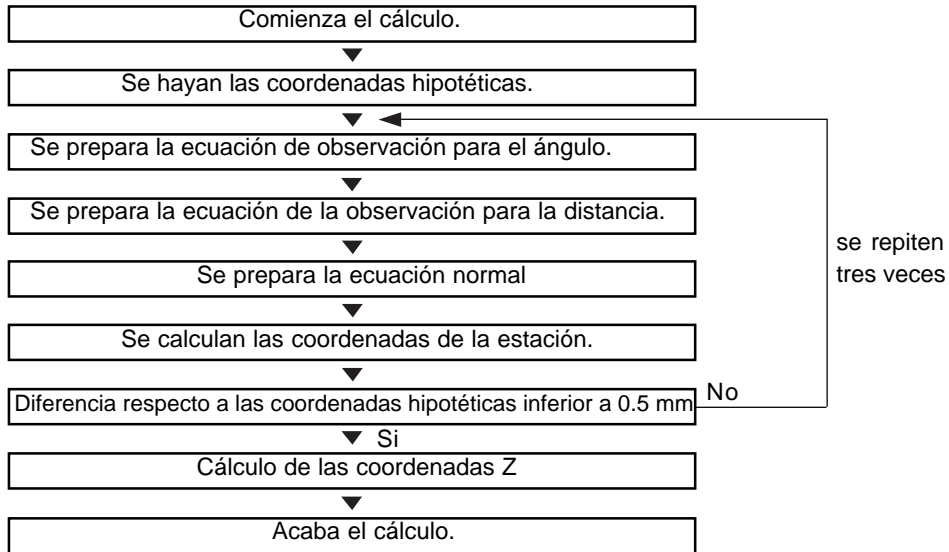 Comienza el cálculo.
Se hayan las coordenadas hipotéticas.
Se prepara la ecuación de observación para el ángulo.
Se prepara la ecuación de la observación para la distancia.
se repiten
tres veces
Se prepara la ecuación normal
Se calculan las coordenadas de la estación.
Diferencia respecto a las coordenadas hipotéticas inferior a 0.5 mm
No
Si
Cálculo de las coordenadas Z
Acaba el cálculo.